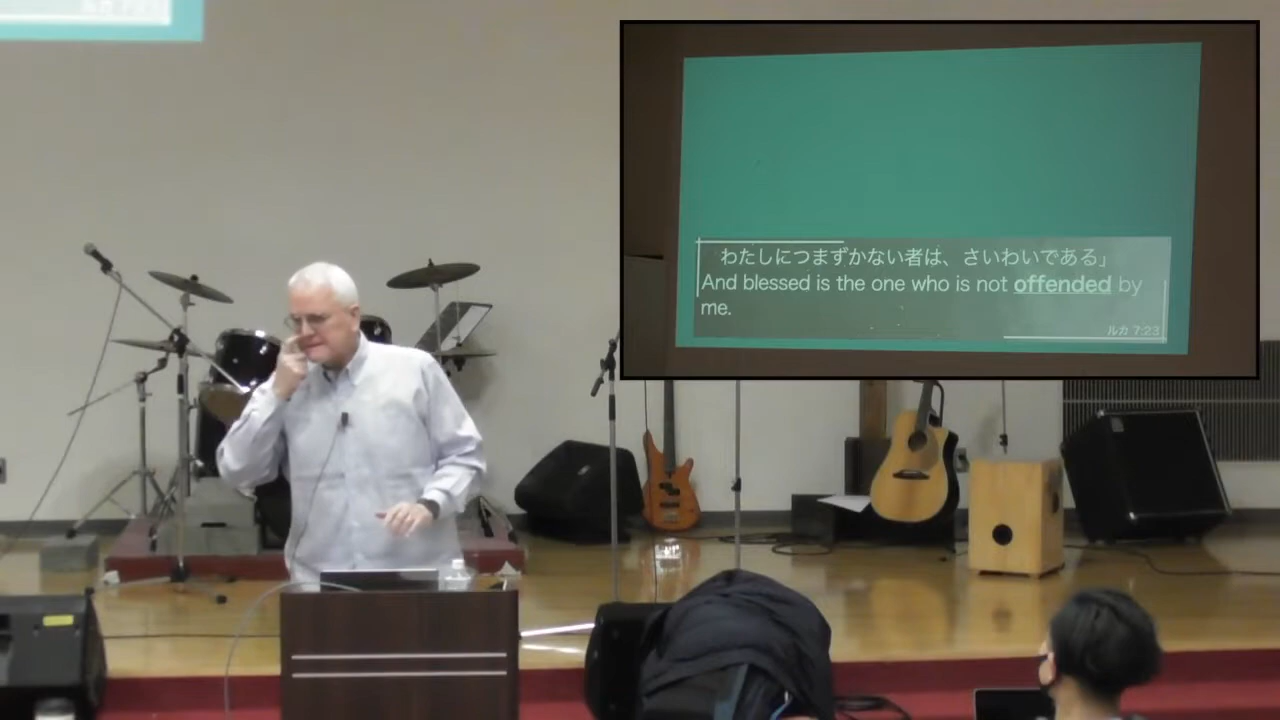 わたしにつまずかない者は、さいわいである」
And blessed is the one who is not offended by
me.
ルカ 7:23